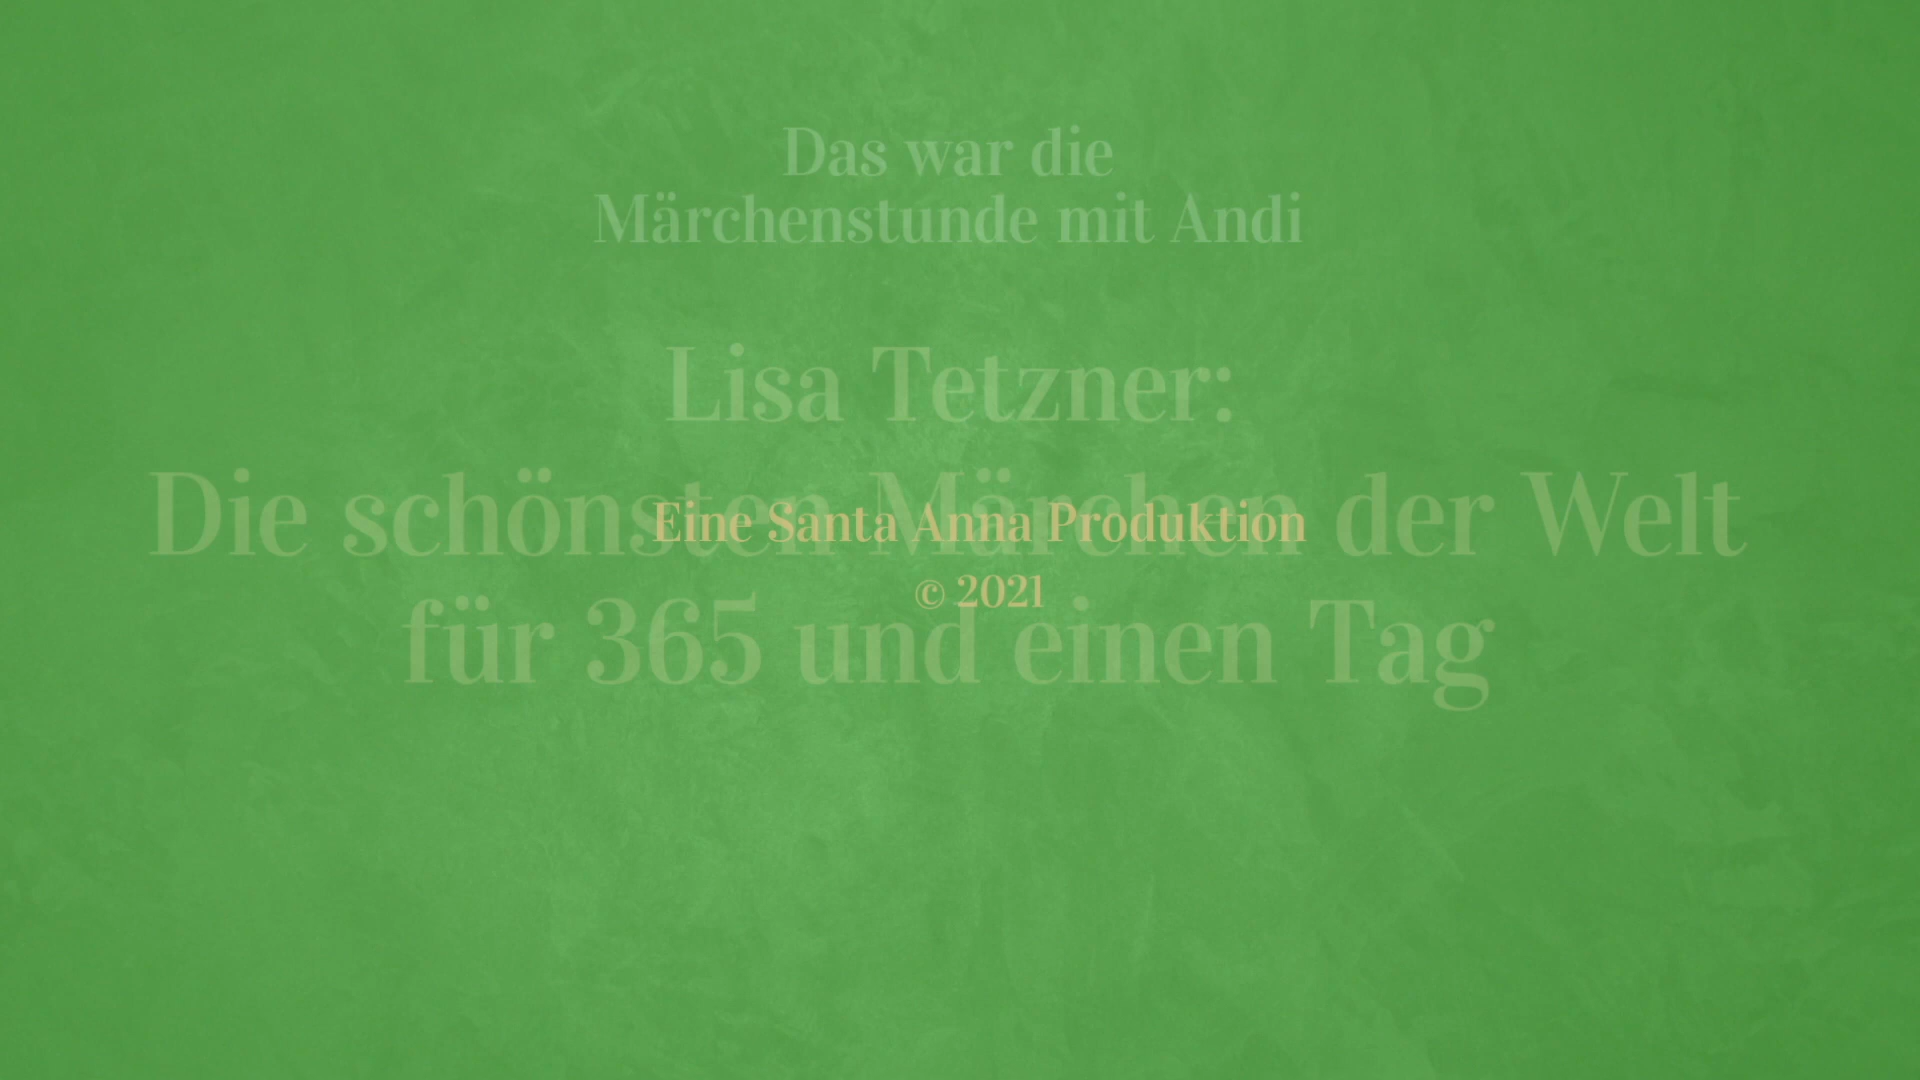 Das war die
Märchenstunde mit Andi
Lisa Tetzner:
Die schönsten Märchen der Welt
Eine Santa Anna Produktion
© 2021
für 365 und einen Tag